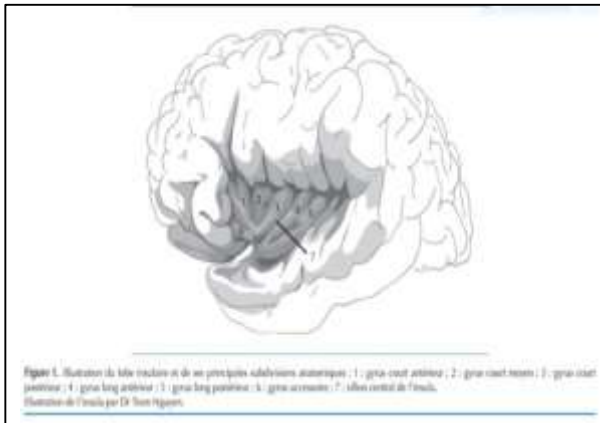 Figure 1. Illustration du lobe insulaire et de ses principales subdivisions anatomiques : 1 : gyrus court antérieur ; 2 : gyrus court moyen ; 3 : gyrus court
postérieur ; 4 : gyrus long antérieur ; 5 : gyrus long postérieur ; 6 : gyrus accessoire ; 7 : sillon central de l'insula.
Illustration de l'insula par Dr Nguyen.